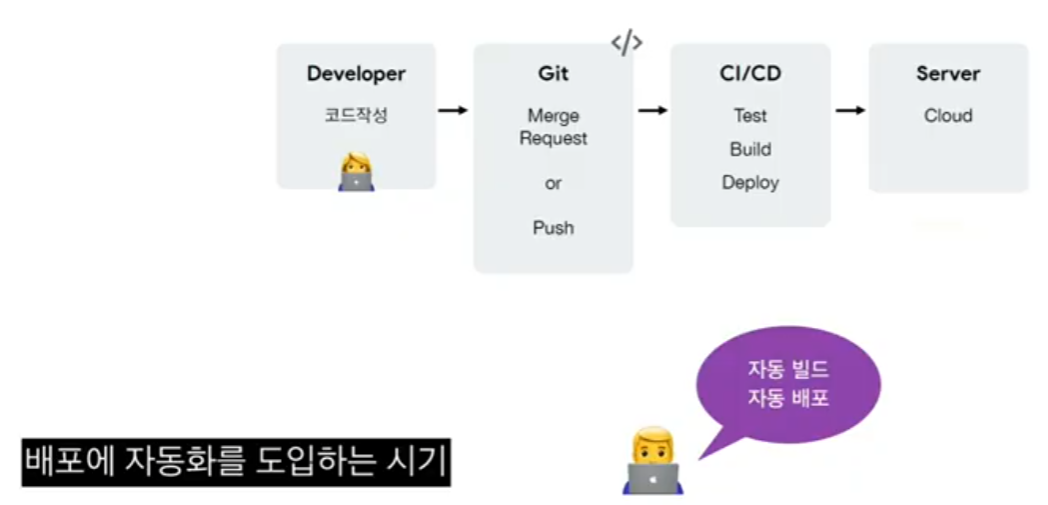 </>
Developer
코드작성
Git
Merge
Request
or
Push
CI/CD
Test
Build
Deploy
Server
Cloud
자동 빌드
자동 배포
배포에 자동화를 도입하는 시기